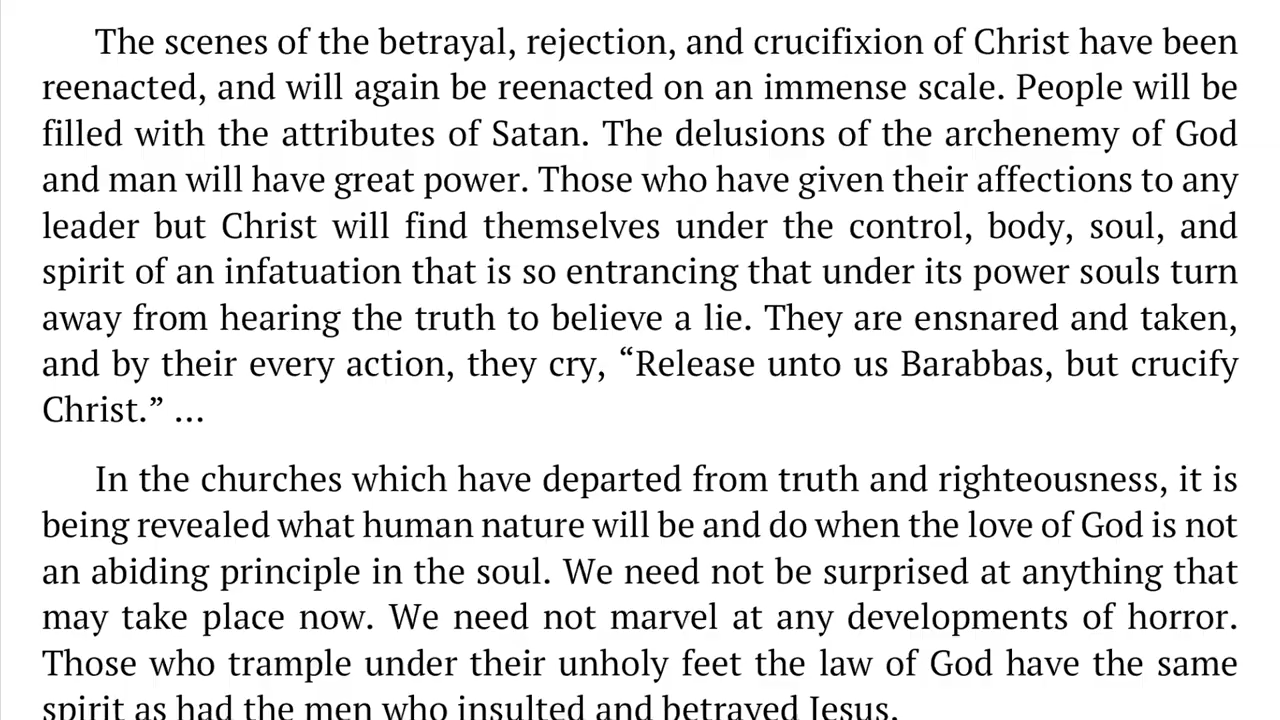 The scenes of the betrayal, rejection, and crucifixion of Christ have been
reenacted, and will again be reenacted on an immense scale. People will be
filled with the attributes of Satan. The delusions of the archenemy of God
and man will have great power. Those who have given their affections to any
leader but Christ will find themselves under the control, body, soul, and
spirit of an infatuation that is so entrancing that under its power souls turn
away from hearing the truth to believe a lie. They are ensnared and taken,
and by their every action, they cry, “Release unto us Barabbas, but crucify
Christ.” ...
In the churches which have departed from truth and righteousness, it is
being revealed what human nature will be and do when the love of God is not
an abiding principle in the soul. We need not be surprised at anything that
may take place now. We need not marvel at any developments of horror.
Those who trample under their unholy feet the law of God have the same
spirit as had the men who insulted and betrayed Jesus.